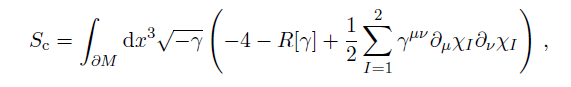 S_c = \int_{\partial M} dx^3 \sqrt{-\gamma} \left( -4 - R[\gamma] + \frac{1}{2} \sum_{I=1}^{2} \gamma^{\mu\nu} \partial_\mu \chi_I \partial_\nu \chi_I \right) ,